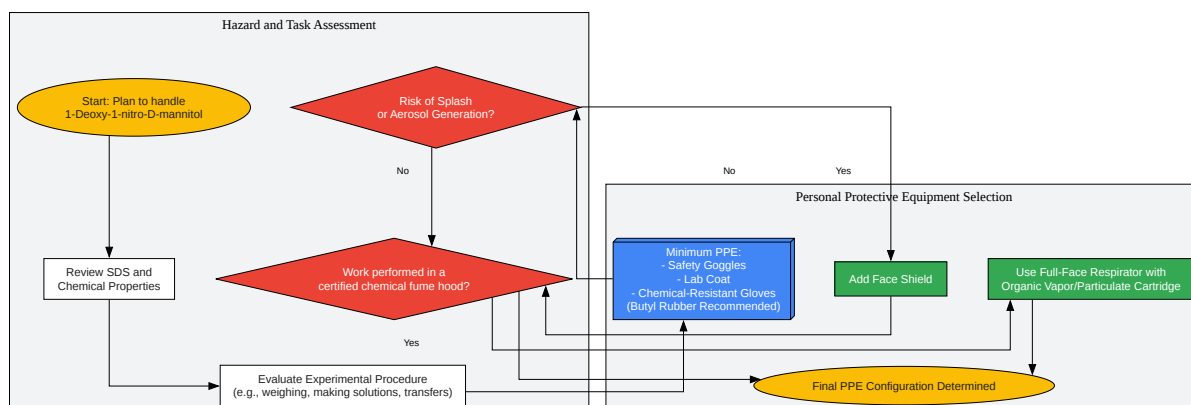 Hazard and Task Assessment
Start: Plan to handle
1-Deoxy-1-nitro-D-mannitol
Risk of Splash
or Aerosol Generation?
No
No
Yes
Personal Protective Equipment Selection
Review SDS and
Chemical Properties
Work performed in a
certified chemical fume hood?
Minimum PPE:
- Safety Goggles
- Lab Coat
- Chemical-Resistant Gloves
(Butyl Rubber Recommended)
Add Face Shield
Use Full-Face Respirator with
Organic Vapor/Particulate Cartridge
Yes
Evaluate Experimental Procedure
(e.g., weighing, making solutions, transfers)
Final PPE Configuration Determined